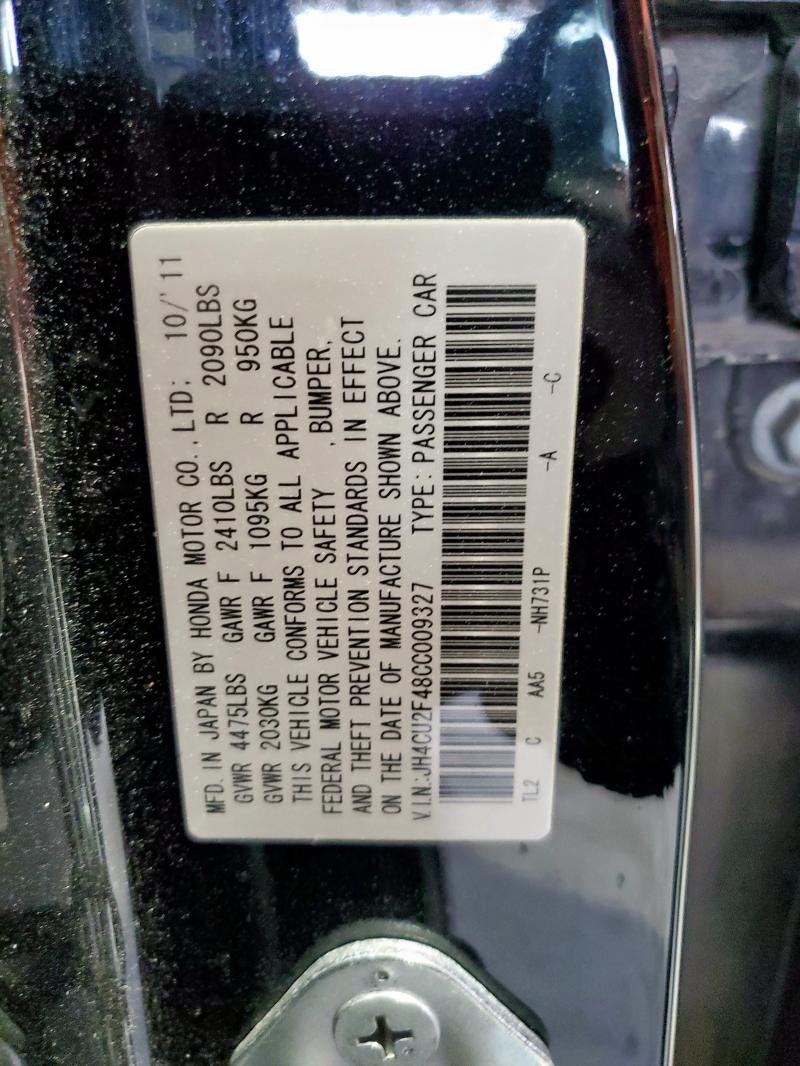 MFD. IN JAPAN BY HONDA MOTOR CO., LTD; 10/'11
GVWR 4475LBS GAWR F 2410LBS R 2090LBS
GVWR 2030KG GAWR F 1095KG R 950KG
THIS VEHICLE CONFORMS TO ALL APPLICABLE
FEDERAL MOTOR VEHICLE SAFETY , BUMPER,
AND THEFT PREVENTION STANDARDS IN EFFECT
ON THE DATE OF MANUFACTURE SHOWN ABOVE.
V.I.N:JH4CU2F48CC009327 TYPE: PASSENGER CAR
TL2 C AA5 -NH731P -A -C